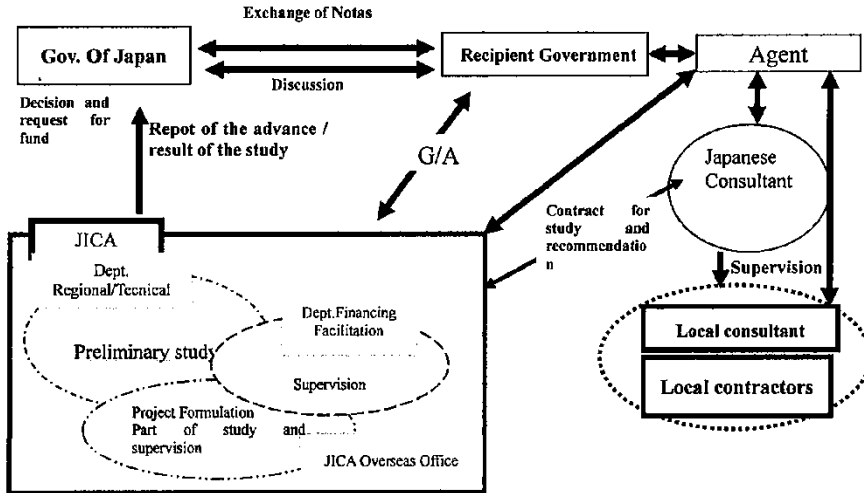 Exchange of Notas
Gov. Of Japan
Recipient Government
Agent
Discussion
Decision and
request for
fund
Repot of the advance /
result of the study
G/A
Japanese
Consultant
Contract for
study and
recommendatio
n
Supervision
JICA
Dept.
Regional/Tecnical
Dept.Financing
Facilitation
Preliminary study
Supervision
Local consultant
Local contractors
Project Formulation
Part of study and
supervision
JICA Overseas Office